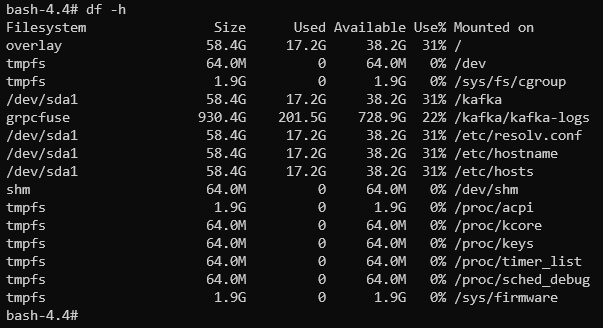 bash-4.4# df -h
Filesystem                Size      Used Available Use% Mounted on
overlay                  58.4G     17.2G     38.2G  31% /
tmpfs                    64.0M         0     64.0M   0% /dev
tmpfs                     1.9G         0      1.9G   0% /sys/fs/cgroup
/dev/sda1                58.4G     17.2G     38.2G  31% /kafka
grpcfuse                930.4G    201.5G    728.9G  22% /kafka/kafka-logs
/dev/sda1                58.4G     17.2G     38.2G  31% /etc/resolv.conf
/dev/sda1                58.4G     17.2G     38.2G  31% /etc/hostname
/dev/sda1                58.4G     17.2G     38.2G  31% /etc/hosts
shm                      64.0M         0     64.0M   0% /dev/shm
tmpfs                     1.9G         0      1.9G   0% /proc/acpi
tmpfs                    64.0M         0     64.0M   0% /proc/kcore
tmpfs                    64.0M         0     64.0M   0% /proc/keys
tmpfs                    64.0M         0     64.0M   0% /proc/timer_list
tmpfs                    64.0M         0     64.0M   0% /proc/sched_debug
tmpfs                     1.9G         0      1.9G   0% /sys/firmware
bash-4.4#